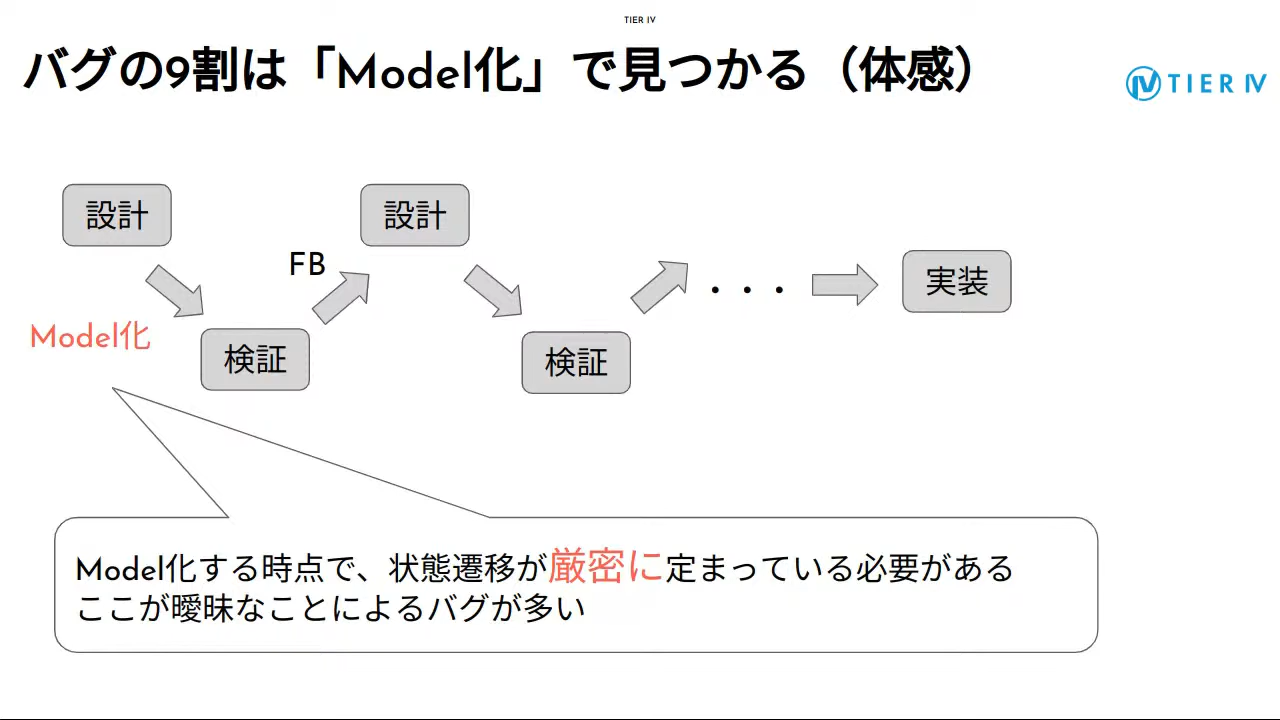 TIER IV
バグの9割は「Model化」で見つかる（体感）
TIER IV
設計
設計
FB
実装
Model化
検証
検証
・・・
Model化する時点で、状態遷移が厳密に定まっている必要がある
ここが曖昧なことによるバグが多い